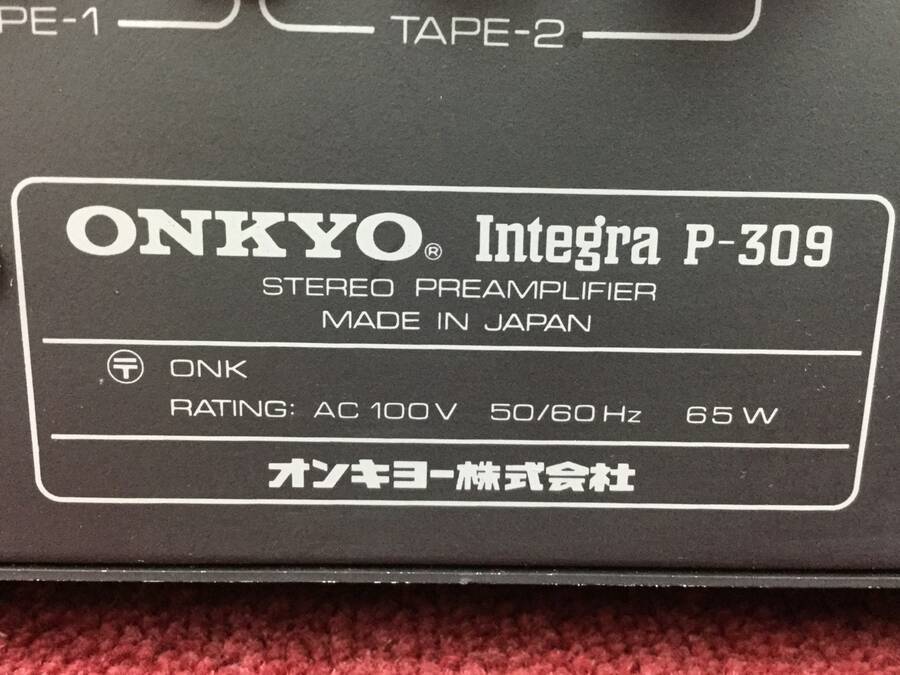 PE-1
TAPE-2
ONKYO® Integra P-309
STEREO PREAMPLIFIER
MADE IN JAPAN
〶 ONK
RATING: AC 100V 50/60Hz 65W
オンキヨー株式会社